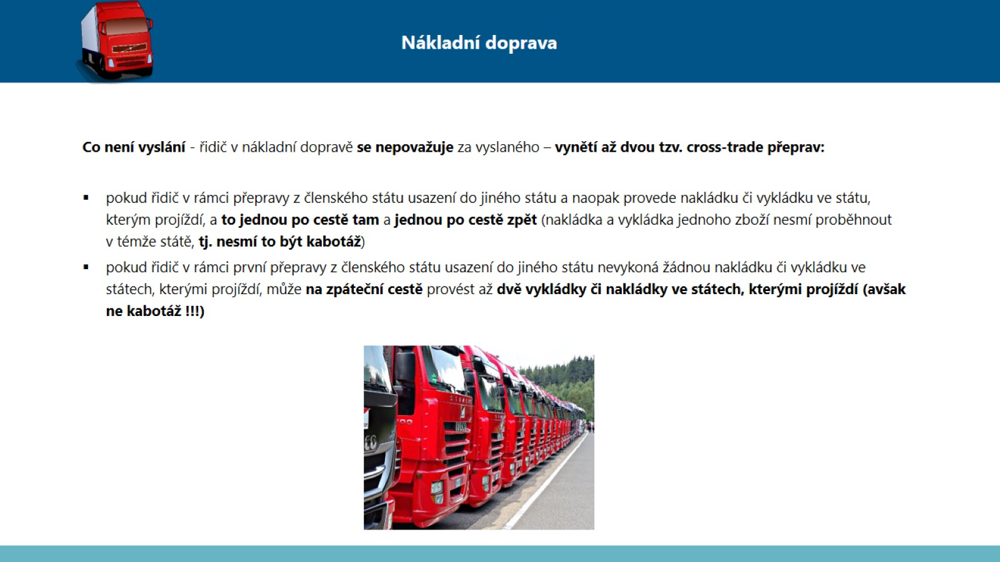 Nákladní doprava
Co není vyslání - řidič v nákladní dopravě se nepovažuje za vyslaného – vynětí až dvou tzv. cross-trade přeprav:
▪ pokud řidič v rámci přepravy z členského státu usazení do jiného státu a naopak provede nakládku či vykládku ve státu,
kterým projíždí, a to jednou po cestě tam a jednou po cestě zpět (nakládka a vykládka jednoho zboží nesmí proběhnout
v témže státě, tj. nesmí to být kabotáž)
▪ pokud řidič v rámci první přepravy z členského státu usazení do jiného státu nevykoná žádnou nakládku či vykládku ve
státech, kterými projíždí, může na zpáteční cestě provést až dvě vykládky či nakládky ve státech, kterými projíždí (avšak
ne kabotáž !!!)